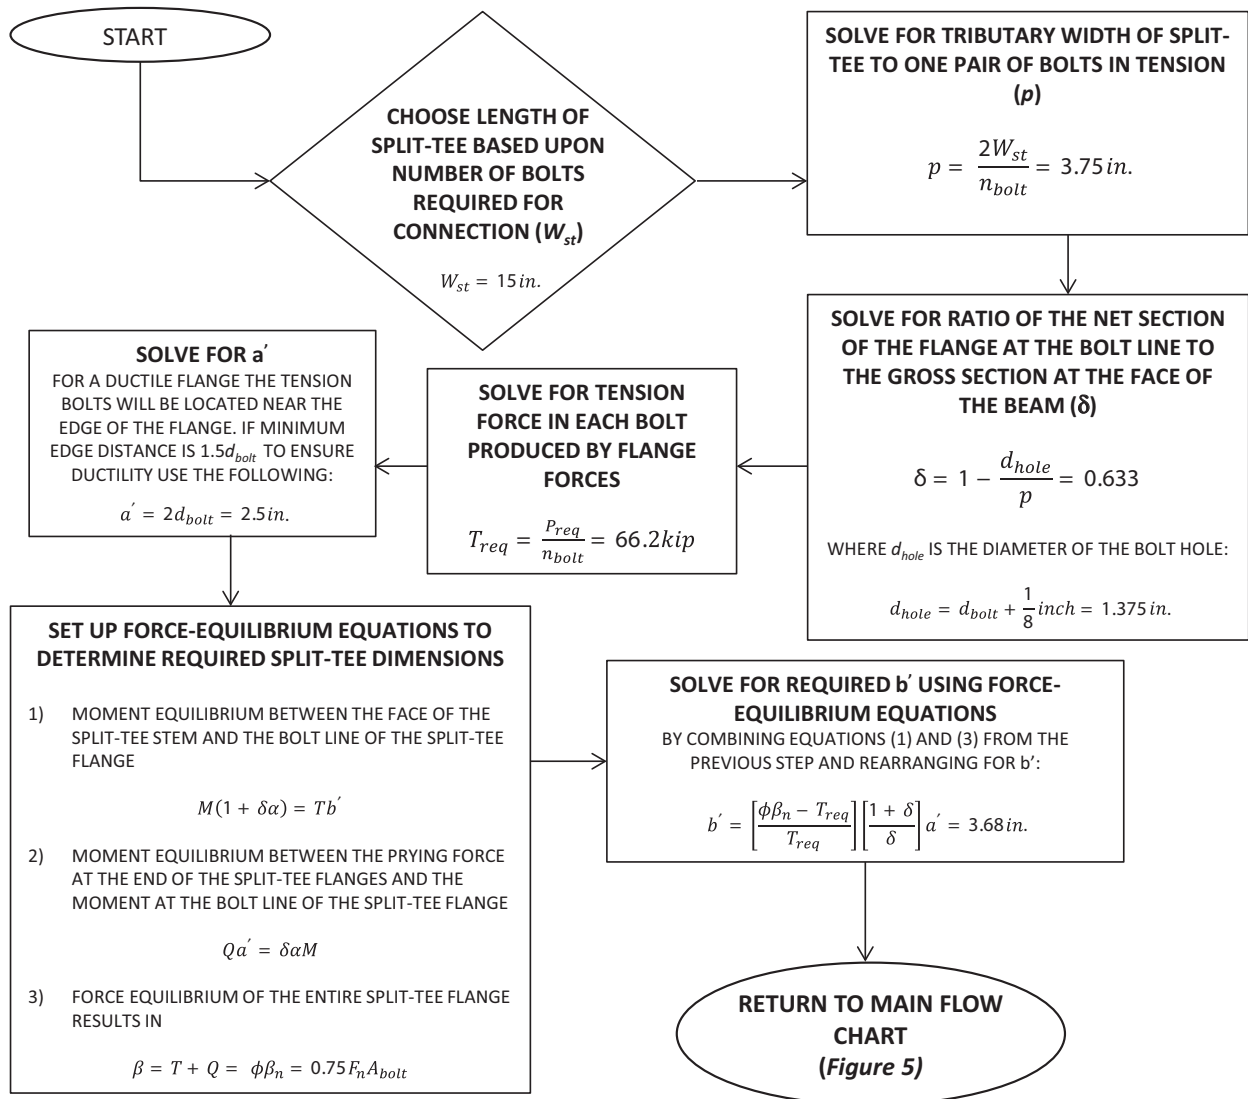 START
CHOOSE LENGTH OF
SPLIT-TEE BASED UPON
NUMBER OF BOLTS
REQUIRED FOR
CONNECTION (W_st)
W_st = 15in.
SOLVE FOR TRIBUTARY WIDTH OF SPLIT-
TEE TO ONE PAIR OF BOLTS IN TENSION
(p)
p = 2W_st / n_bolt = 3.75in.
SOLVE FOR RATIO OF THE NET SECTION
OF THE FLANGE AT THE BOLT LINE TO
THE GROSS SECTION AT THE FACE OF
THE BEAM (δ)
δ = 1 − d_hole / p = 0.633
WHERE d_hole IS THE DIAMETER OF THE BOLT HOLE:
d_hole = d_bolt + 1/8 inch = 1.375in.
SOLVE FOR TENSION
FORCE IN EACH BOLT
PRODUCED BY FLANGE
FORCES
T_req = P_req / n_bolt = 66.2kip
SOLVE FOR a′
FOR A DUCTILE FLANGE THE TENSION
BOLTS WILL BE LOCATED NEAR THE
EDGE OF THE FLANGE. IF MINIMUM
EDGE DISTANCE IS 1.5d_bolt TO ENSURE
DUCTILITY USE THE FOLLOWING:
a′ = 2d_bolt = 2.5in.
SET UP FORCE-EQUILIBRIUM EQUATIONS TO
DETERMINE REQUIRED SPLIT-TEE DIMENSIONS
1) MOMENT EQUILIBRIUM BETWEEN THE FACE OF THE
SPLIT-TEE STEM AND THE BOLT LINE OF THE SPLIT-TEE
FLANGE
M(1 + δα) = Tb′
2) MOMENT EQUILIBRIUM BETWEEN THE PRYING FORCE
AT THE END OF THE SPLIT-TEE FLANGES AND THE
MOMENT AT THE BOLT LINE OF THE SPLIT-TEE FLANGE
Qa′ = δαM
3) FORCE EQUILIBRIUM OF THE ENTIRE SPLIT-TEE FLANGE
RESULTS IN
β = T + Q = ϕβ_n = 0.75F_nA_bolt
SOLVE FOR REQUIRED b′ USING FORCE-
EQUILIBRIUM EQUATIONS
BY COMBINING EQUATIONS (1) AND (3) FROM THE
PREVIOUS STEP AND REARRANGING FOR b′:
b′ = [(ϕβ_n − T_req) / T_req] [(1 + δ) / δ] a′ = 3.68in.
RETURN TO MAIN FLOW
CHART
(Figure 5)